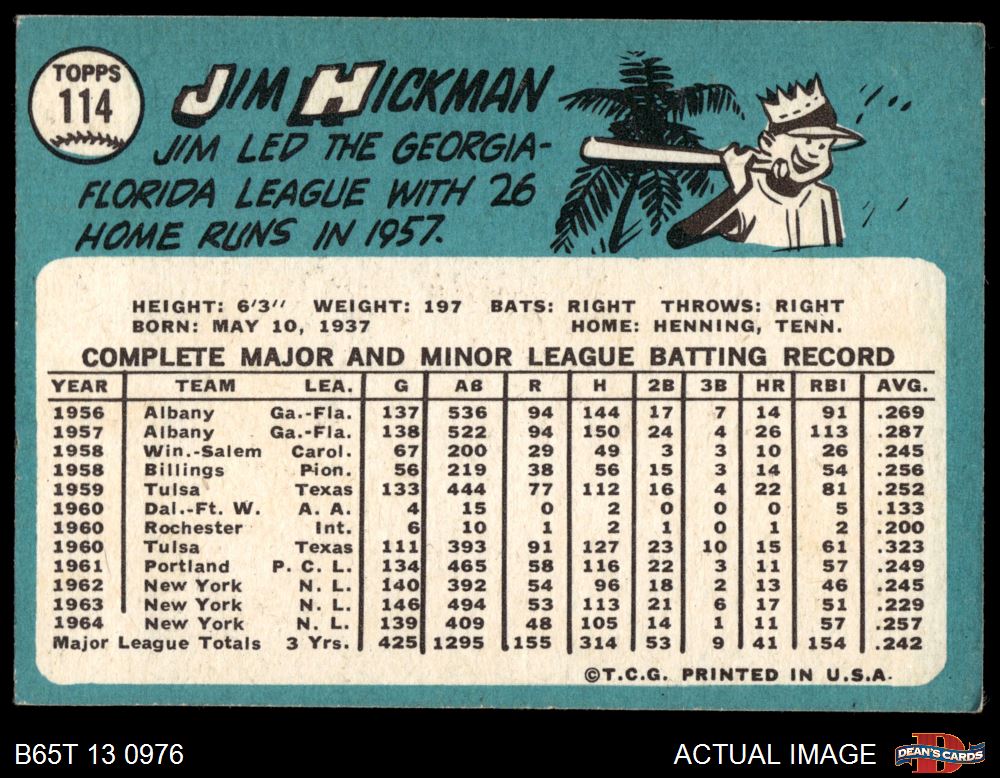 TOPPS
114
JIM HICKMAN
JIM LED THE GEORGIA-
FLORIDA LEAGUE WITH 26
HOME RUNS IN 1957.
HEIGHT: 6'3" WEIGHT: 197 BATS: RIGHT THROWS: RIGHT
BORN: MAY 10, 1937 HOME: HENNING, TENN.
COMPLETE MAJOR AND MINOR LEAGUE BATTING RECORD
YEAR TEAM LEA. G AB R H 2B 3B HR RBI AVG.
1956 Albany Ga.-Fla. 137 536 94 144 17 7 14 91 .269
1957 Albany Ga.-Fla. 138 522 94 150 24 4 26 113 .287
1958 Win.-Salem Carol. 67 200 29 49 3 3 10 26 .245
1958 Billings Pion. 56 219 38 56 15 3 14 54 .256
1959 Tulsa Texas 133 444 77 112 16 4 22 81 .252
1960 Dal.-Ft. W. A. A. 4 15 0 2 0 0 0 5 .133
1960 Rochester Int. 6 10 1 2 1 0 1 2 .200
1960 Tulsa Texas 111 393 91 127 23 10 15 61 .323
1961 Portland P. C. L. 134 465 58 116 22 3 11 57 .249
1962 New York N. L. 140 392 54 96 18 2 13 46 .245
1963 New York N. L. 146 494 53 113 21 6 17 51 .229
1964 New York N. L. 139 409 48 105 14 1 11 57 .257
Major League Totals 3 Yrs. 425 1295 155 314 53 9 41 154 .242
©T.C.G. PRINTED IN U.S.A.
B65T 13 0976 ACTUAL IMAGE DEAN'S CARDS